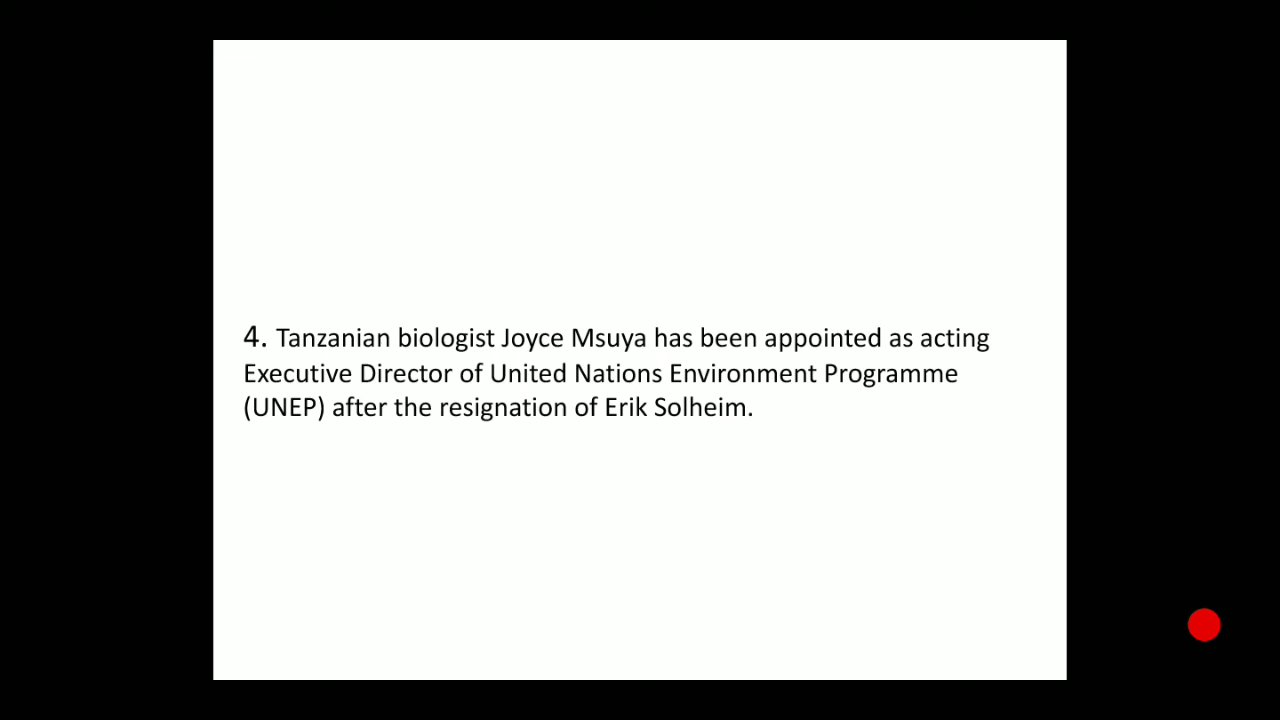 4. Tanzanian biologist Joyce Msuya has been appointed as acting
Executive Director of United Nations Environment Programme
(UNEP) after the resignation of Erik Solheim.